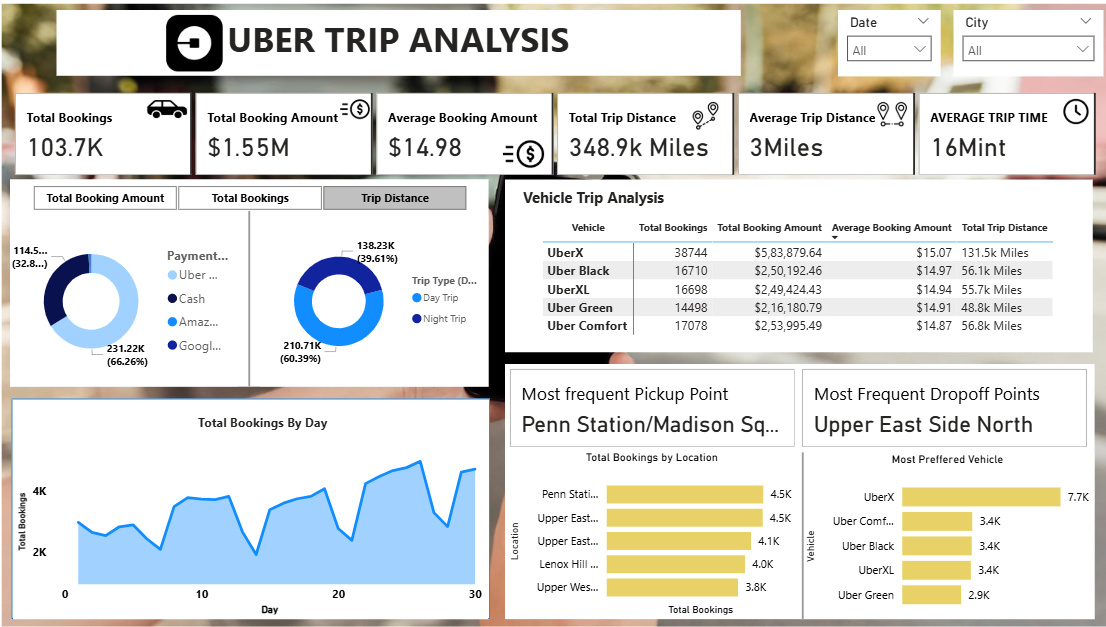 UBER TRIP ANALYSIS
Date
All
City
All
Total Bookings
103.7K
Total Booking Amount
$1.55M
Average Booking Amount
$14.98
Total Trip Distance
348.9k Miles
Average Trip Distance
3Miles
AVERAGE TRIP TIME
16Mint
Total Booking Amount
Total Bookings
Trip Distance
114.5...
(32.8...)
231.22K
(66.26%)
Payment...
Uber ...
Cash
Amaz...
Googl...
138.23K
(39.61%)
210.71K
(60.39%)
Trip Type (D...
Day Trip
Night Trip
Vehicle Trip Analysis
Vehicle Total Bookings Total Booking Amount Average Booking Amount Total Trip Distance
UberX 38744 $5,83,879.64 $15.07 131.5k Miles
Uber Black 16710 $2,50,192.46 $14.97 56.1k Miles
UberXL 16698 $2,49,424.43 $14.94 55.7k Miles
Uber Green 14498 $2,16,180.79 $14.91 48.8k Miles
Uber Comfort 17078 $2,53,995.49 $14.87 56.8k Miles
Total Bookings By Day
Total Bookings
4K
2K
0 10 20 30
Day
Most frequent Pickup Point
Penn Station/Madison Sq...
Most Frequent Dropoff Points
Upper East Side North
Total Bookings by Location
Location
Penn Stati... 4.5K
Upper East... 4.5K
Upper East... 4.1K
Lenox Hill ... 4.0K
Upper Wes... 3.8K
Total Bookings
Most Preffered Vehicle
Vehicle
UberX 7.7K
Uber Comf... 3.4K
Uber Black 3.4K
UberXL 3.4K
Uber Green 2.9K